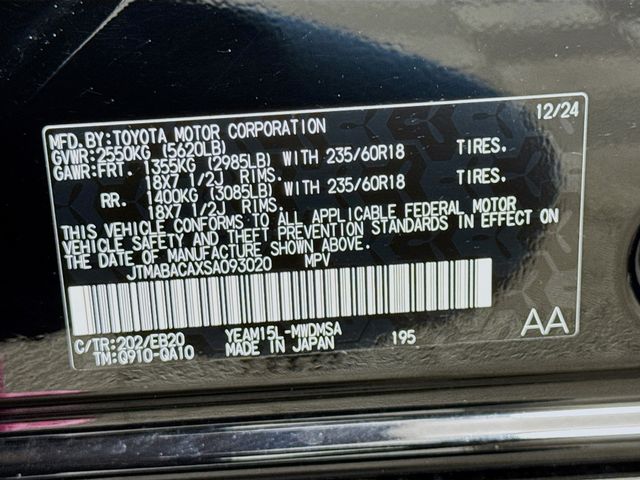 12/24
MFD.BY:TOYOTA MOTOR CORPORATION
GVWR:2550KG (5620LB)
GAWR:FRT. 1355KG (2985LB) WITH 235/60R18 TIRES.
18X7 1/2J RIMS.
RR. 1400KG (3085LB) WITH 235/60R18 TIRES.
18X7 1/2J RIMS.
THIS VEHICLE CONFORMS TO ALL APPLICABLE FEDERAL MOTOR
VEHICLE SAFETY AND THEFT PREVENTION STANDARDS IN EFFECT ON
THE DATE OF MANUFACTURE SHOWN ABOVE.
JTMABACAXSA093020 MPV
C/TR:202/EB20 YEAM15L-MWDMSA 195 AA
TM:Q910-QA10 MADE IN JAPAN